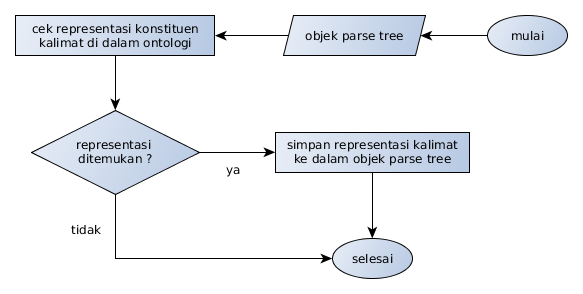 mulai
objek parse tree
cek representasi konstituen
kalimat di dalam ontologi
representasi
ditemukan ?
ya
simpan representasi kalimat
ke dalam objek parse tree
tidak
selesai